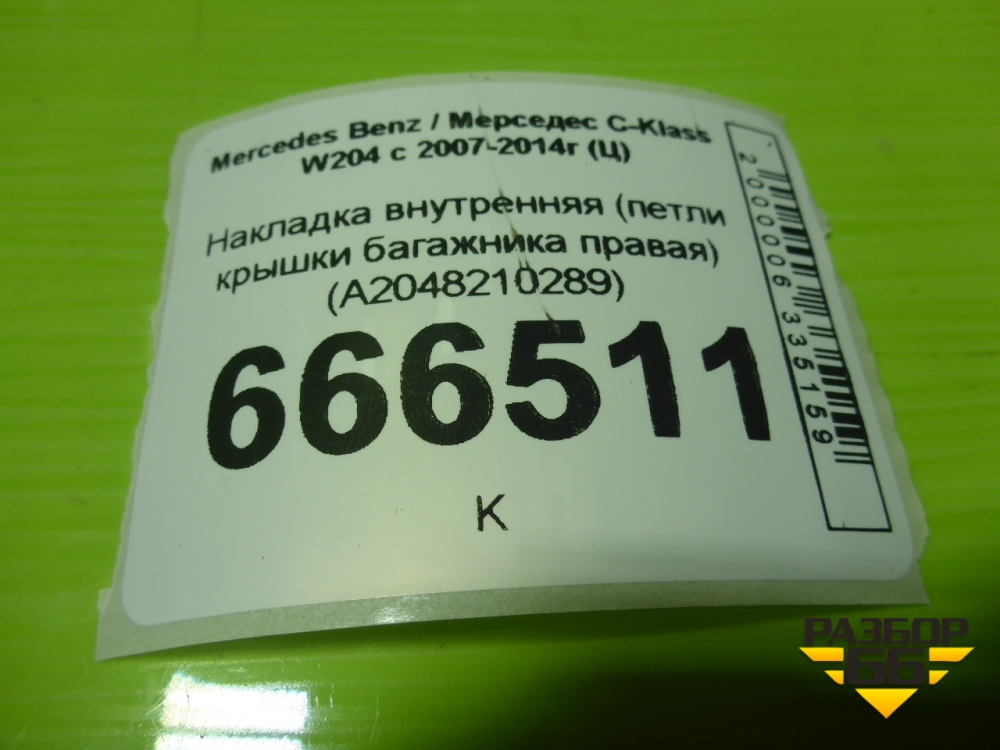 Mercedes Benz / Мерседес C-Klass
W204 с 2007-2014г (Ц)
Накладка внутренняя (петли
крышки багажника правая)
(A2048210289)
666511
К
2000006335159
РАЗБОР
66